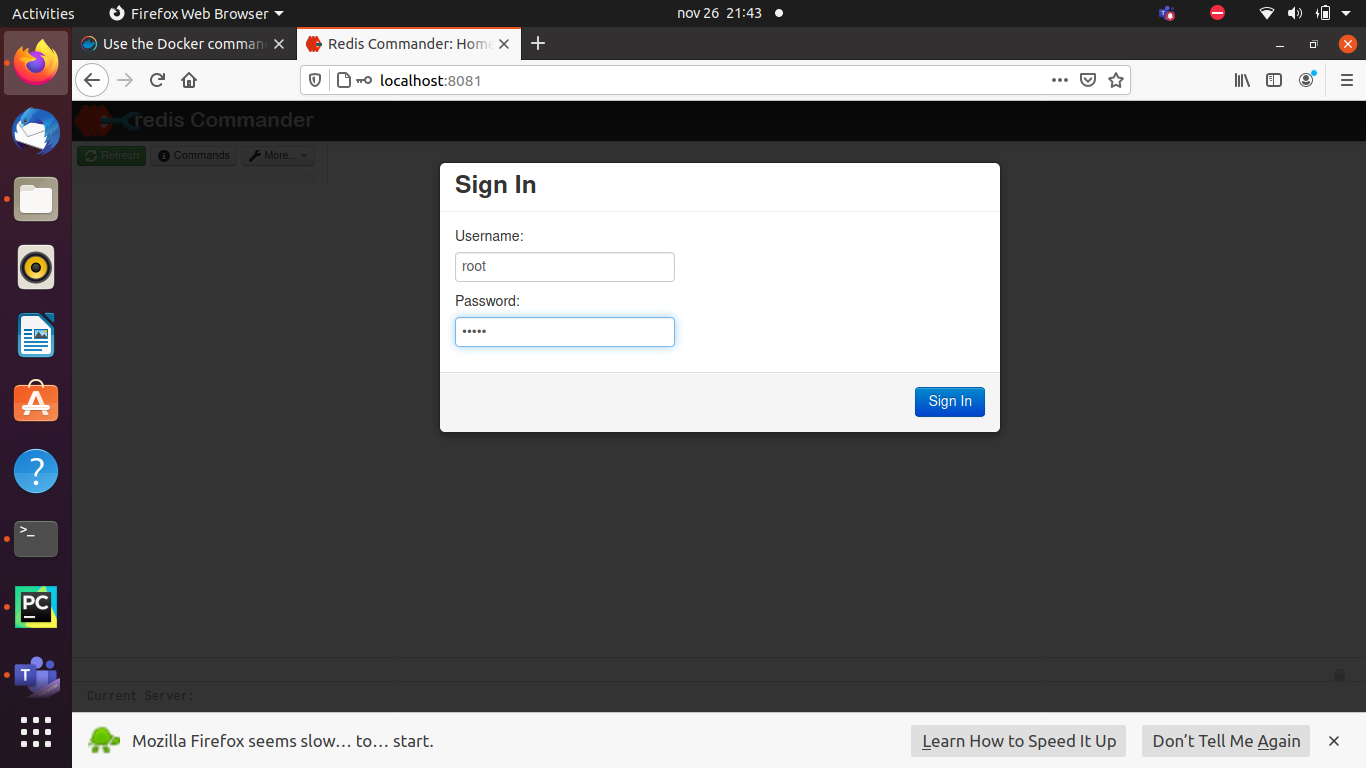 Activities Firefox Web Browser nov 26 21:43
Use the Docker comman Redis Commander: Home
localhost:8081
redis Commander
Refresh Commands More...
Sign In
Username:
root
Password:
•••••
Sign In
>_
PC
T
Current Server:
Mozilla Firefox seems slow… to… start. Learn How to Speed It Up Don’t Tell Me Again